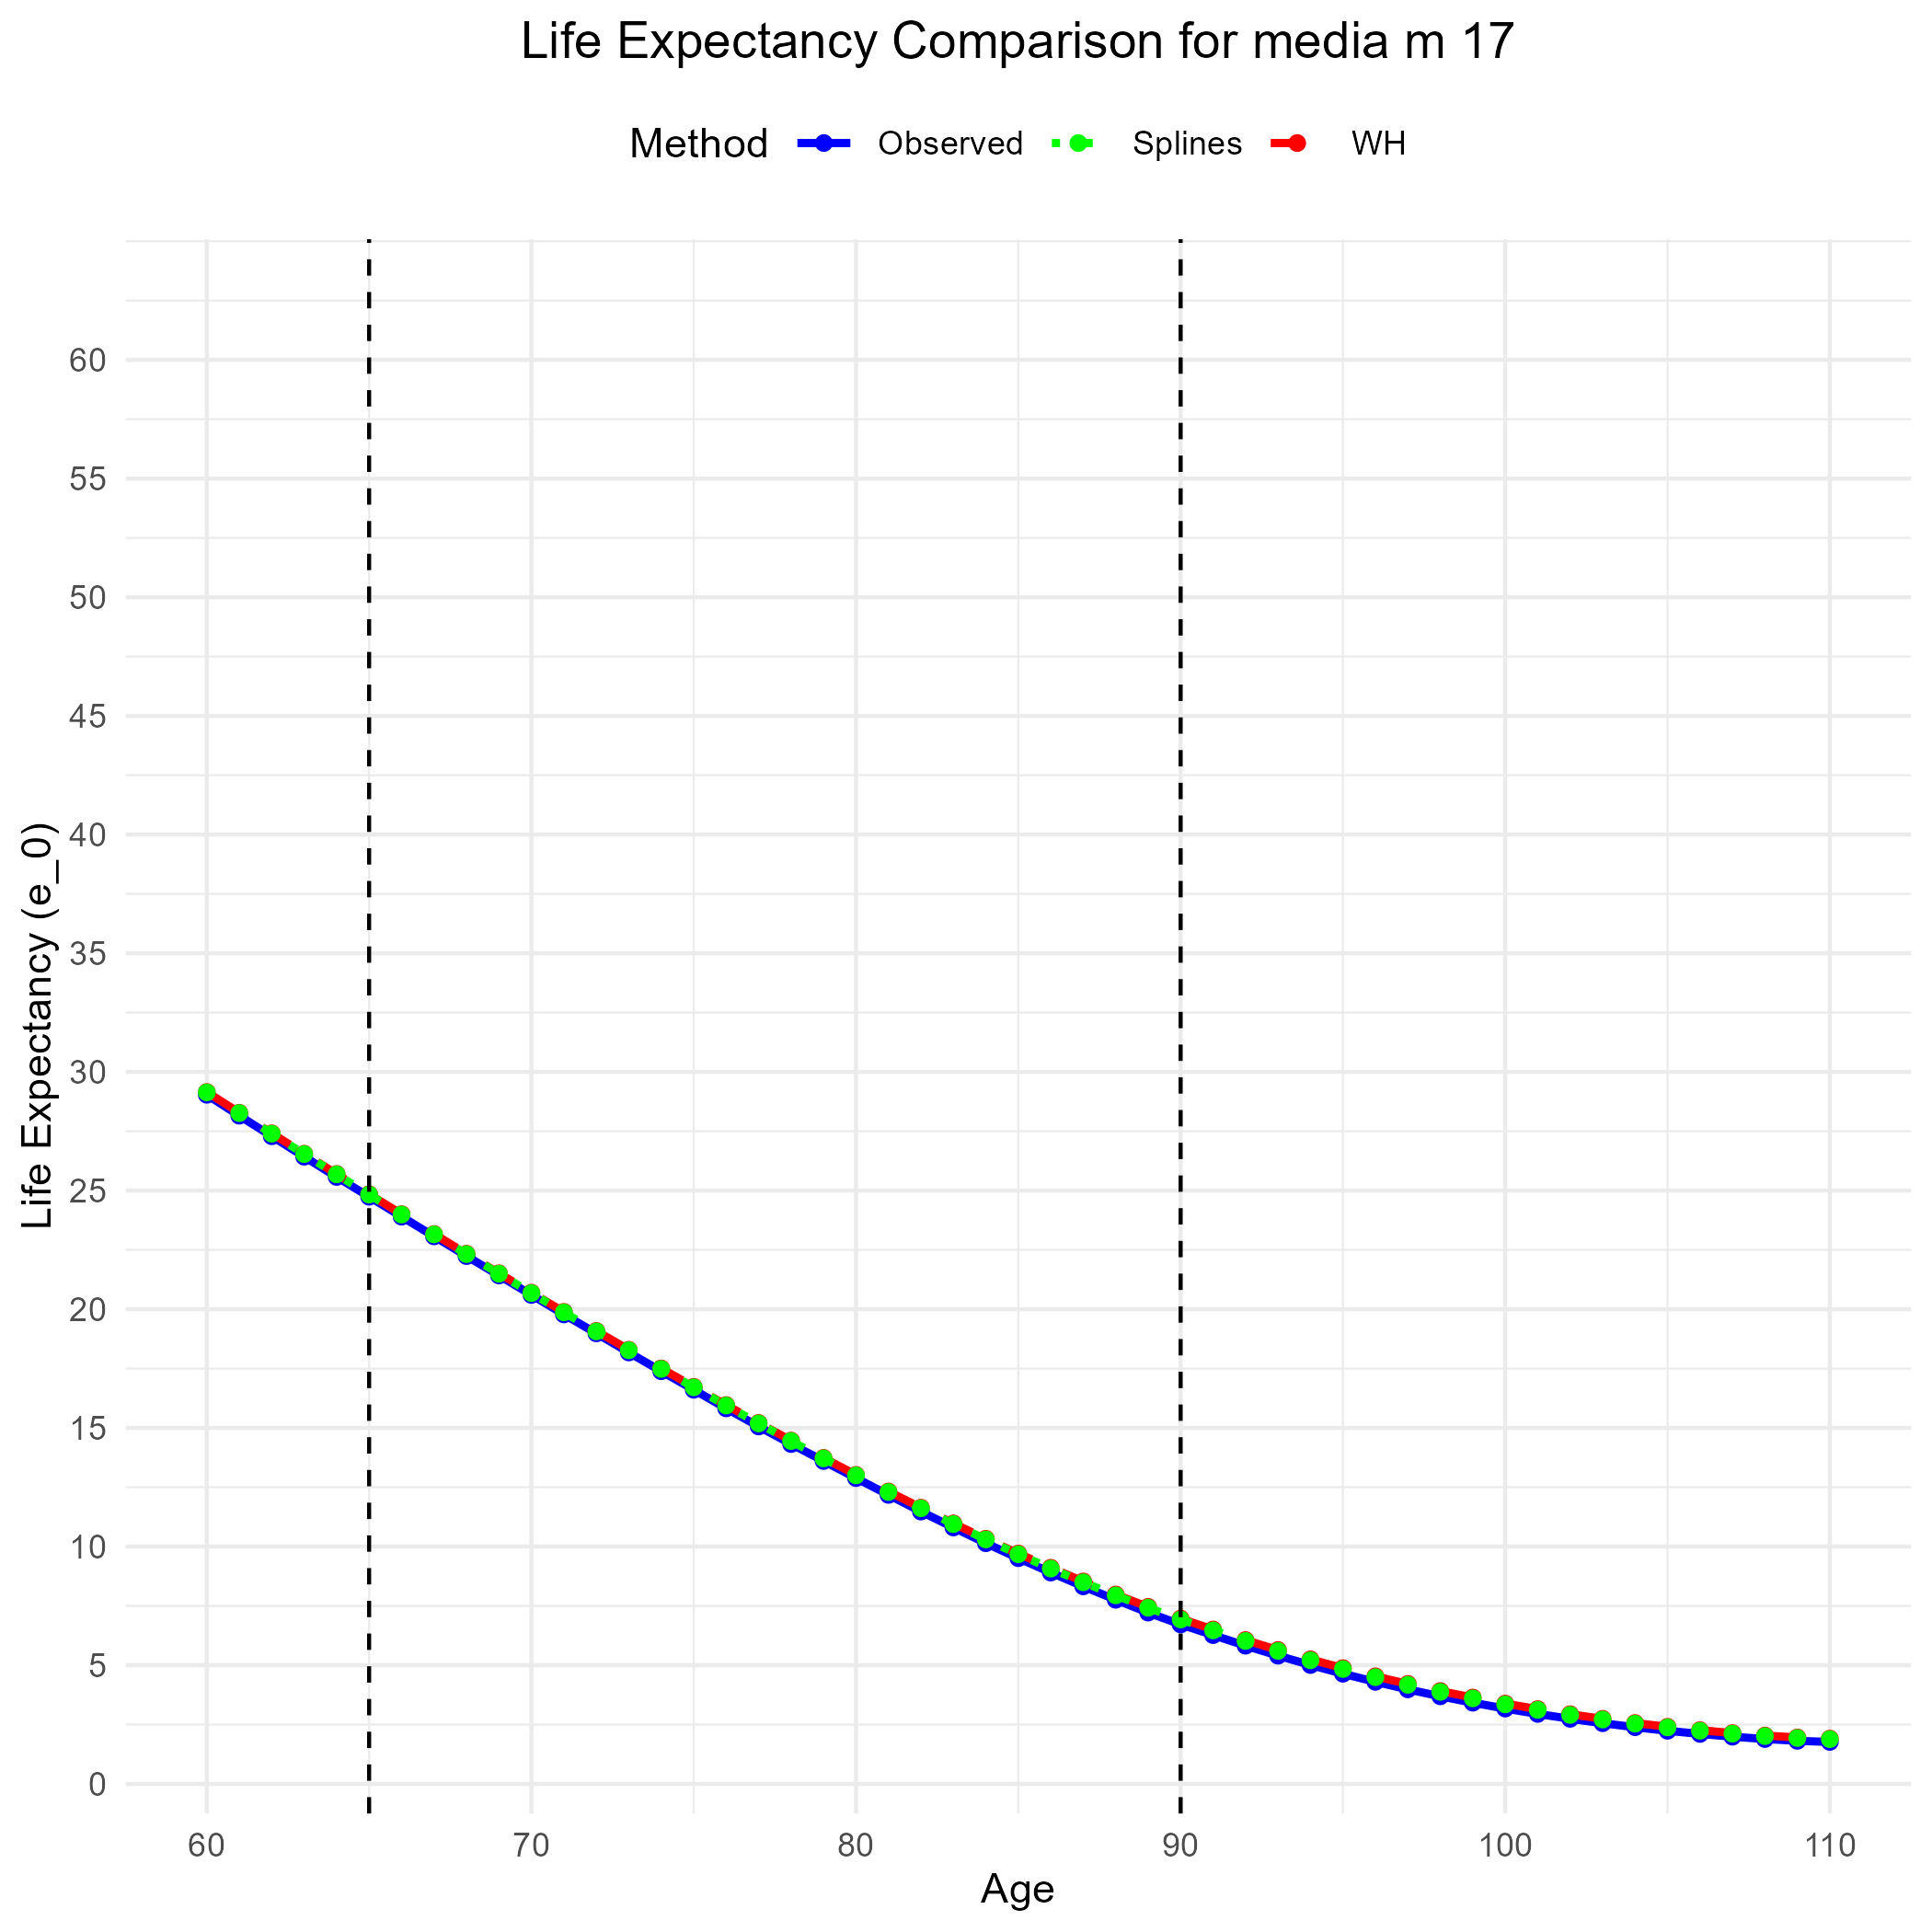 Life Expectancy Comparison for media m 17
Method Observed Splines WH
Life Expectancy (e_0)
60
55
50
45
40
35
30
25
20
15
10
5
0
60 70 80 90 100 110
Age